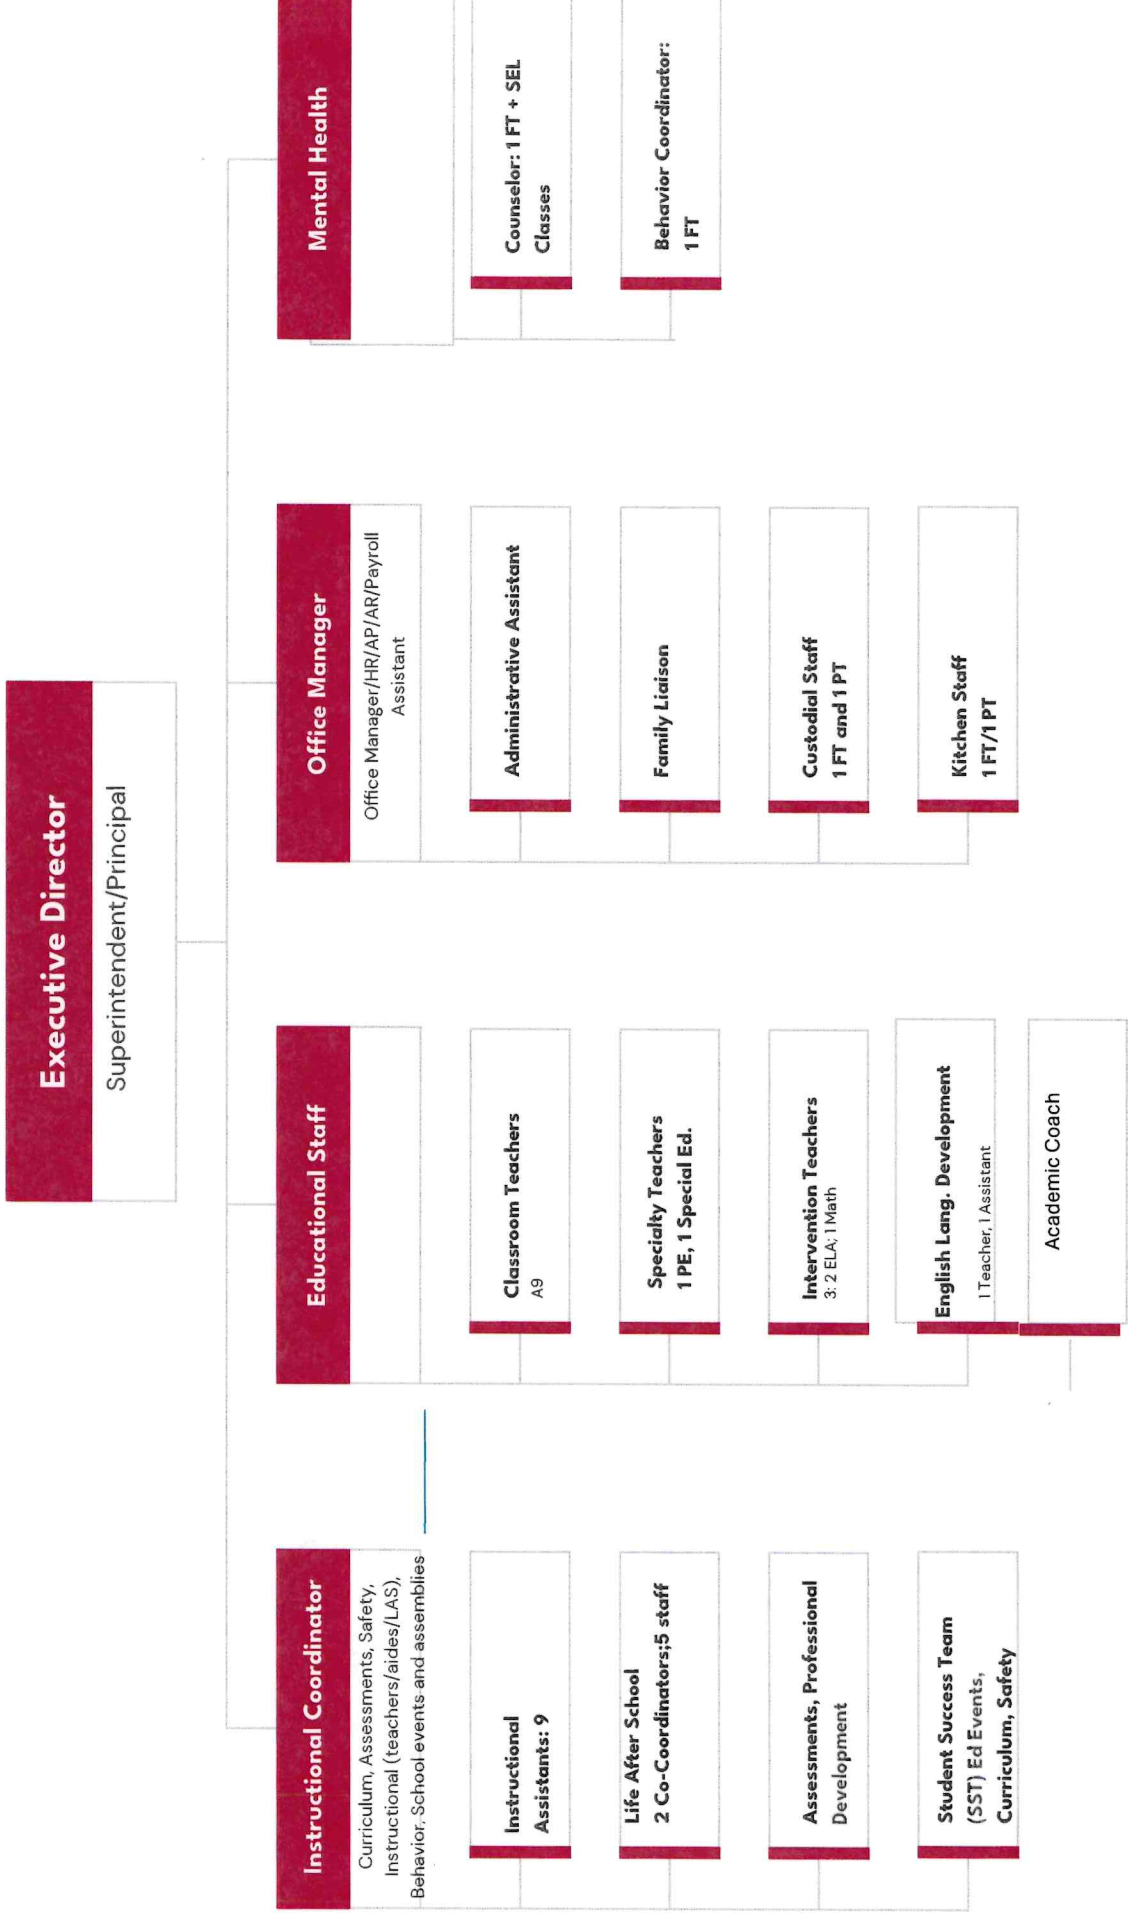 Executive Director
Superintendent/Principal
Instructional Coordinator
Curriculum, Assessments, Safety,
Instructional (teachers/aides/LAS),
Behavior, School events and assemblies
Instructional
Assistants: 9
Life After School
2 Co-Coordinators;5 staff
Assessments, Professional
Development
Student Success Team
(SST) Ed Events,
Curriculum, Safety
Educational Staff
Classroom Teachers
A9
Specialty Teachers
1 PE, 1 Special Ed.
Intervention Teachers
3: 2 ELA; 1 Math
English Lang. Development
1 Teacher, 1 Assistant
Academic Coach
Office Manager
Office Manager/HR/AP/AR/Payroll
Assistant
Administrative Assistant
Family Liaison
Custodial Staff
1 FT and 1 PT
Kitchen Staff
1 FT/1 PT
Mental Health
Counselor: 1 FT + SEL
Classes
Behavior Coordinator:
1 FT